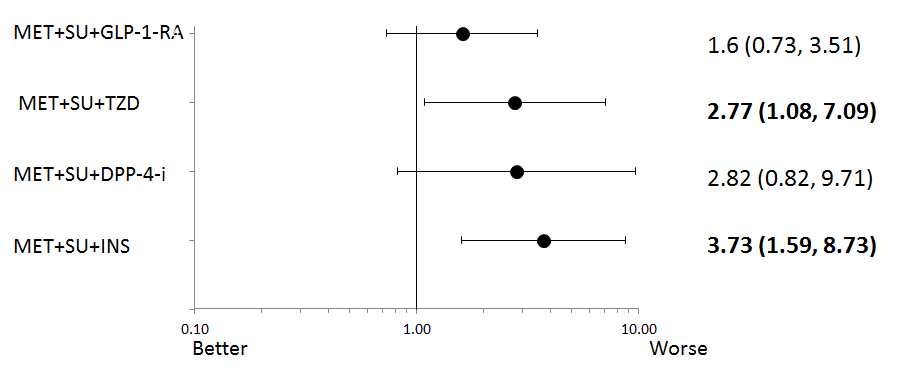 MET+SU+GLP-1-RA
1.6 (0.73, 3.51)
MET+SU+TZD
2.77 (1.08, 7.09)
MET+SU+DPP-4-i
2.82 (0.82, 9.71)
MET+SU+INS
3.73 (1.59, 8.73)
0.10 1.00 10.00
Better Worse